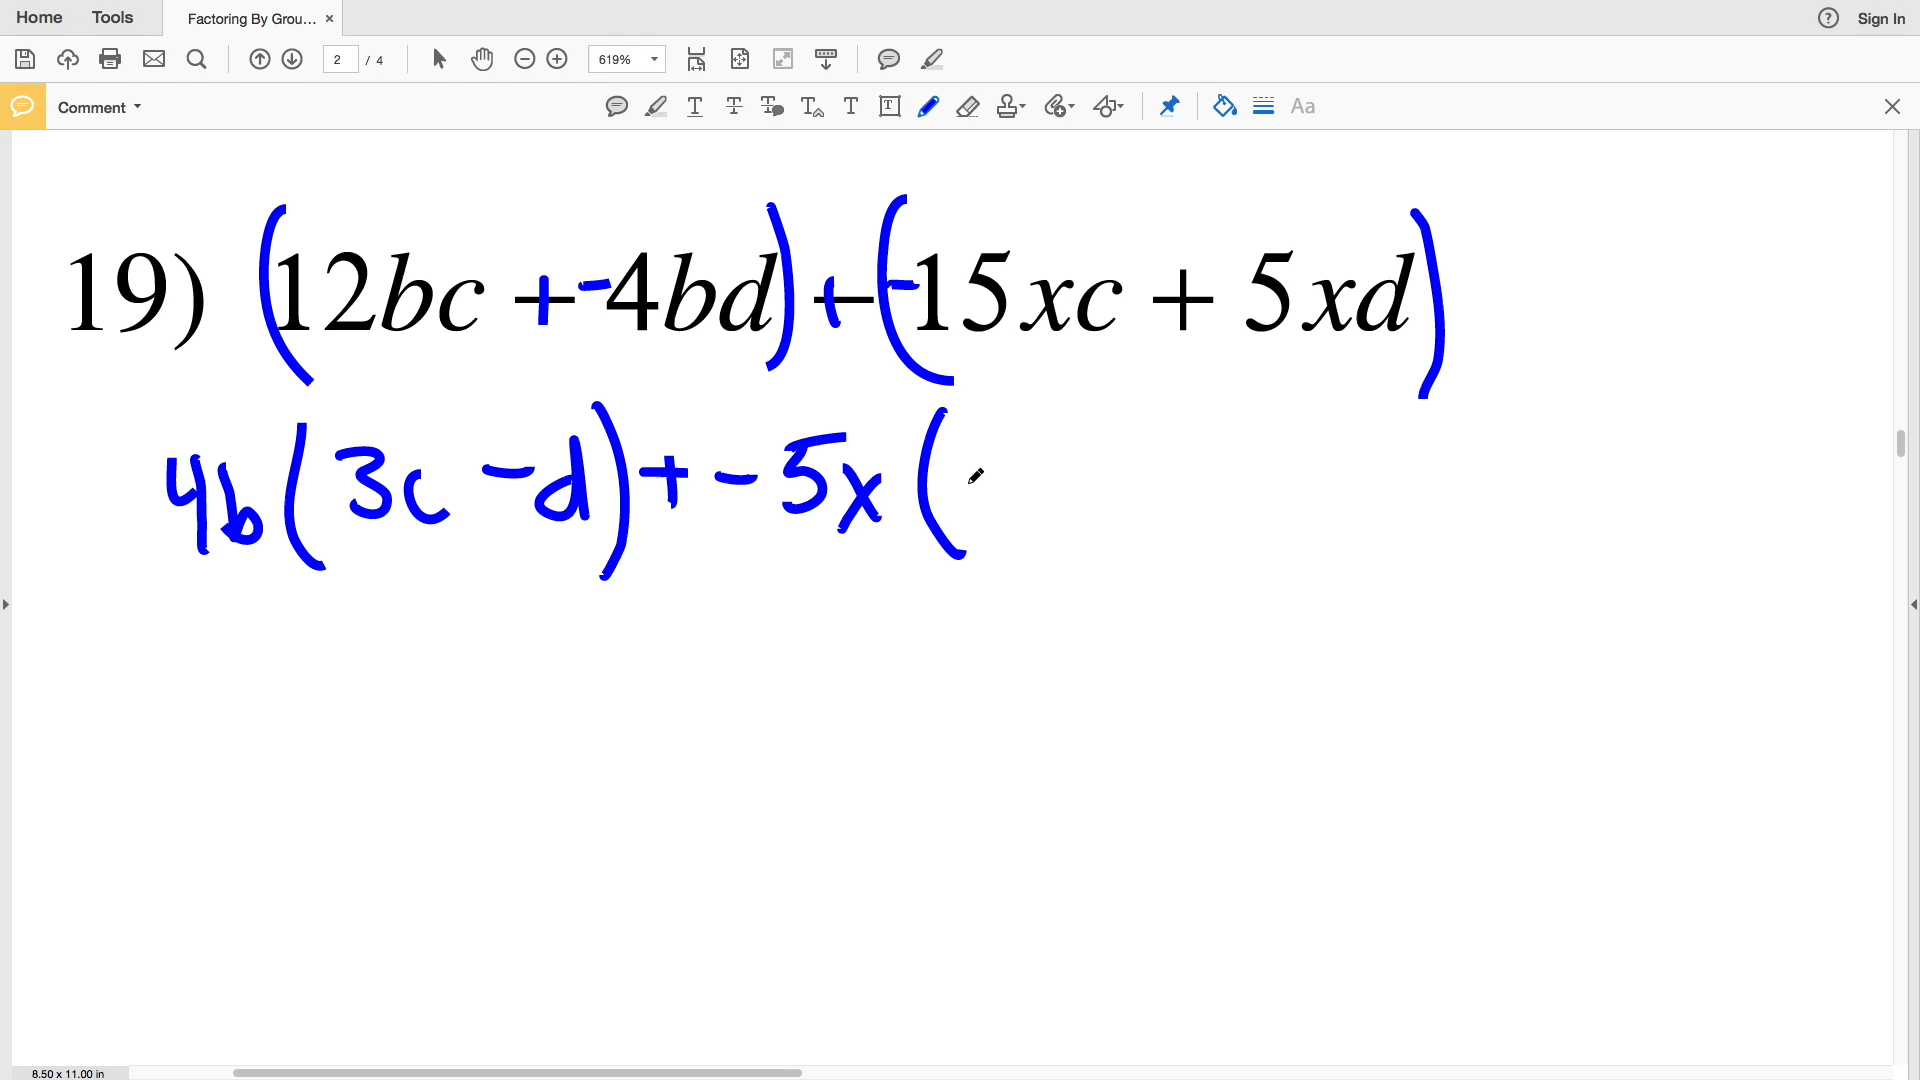 Home Tools Factoring By Grou... × ? Sign In
2 / 4 619%
Comment T T T T T T Aa
19) (12bc + -4bd) + (-15xc + 5xd)
4b(3c - d) + - 5x(
8.50 x 11.00 in